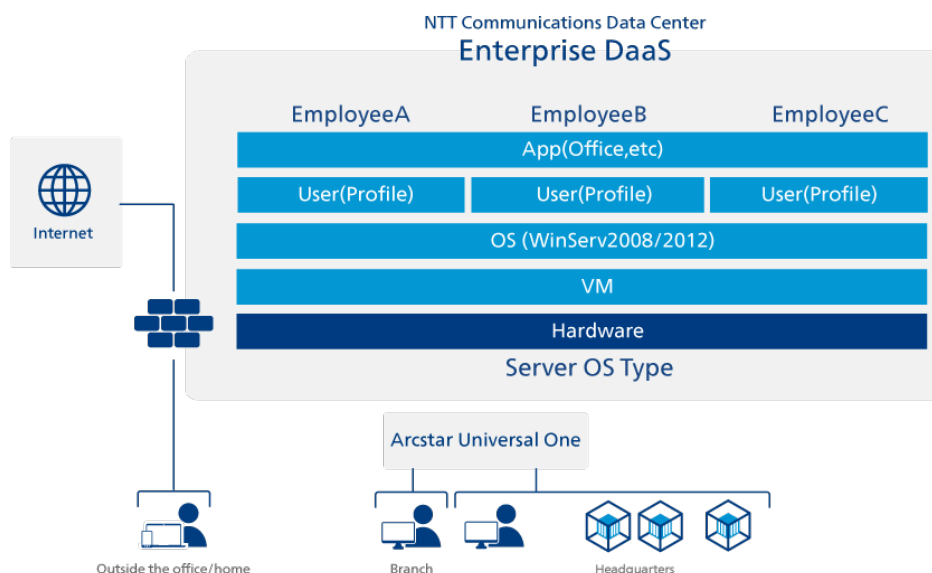 NTT Communications Data Center
Enterprise DaaS
EmployeeA EmployeeB EmployeeC
App(Office,etc)
User(Profile) User(Profile) User(Profile)
Internet
OS (WinServ2008/2012)
VM
Hardware
Server OS Type
Arcstar Universal One
Outside the office/home Branch Headquarters